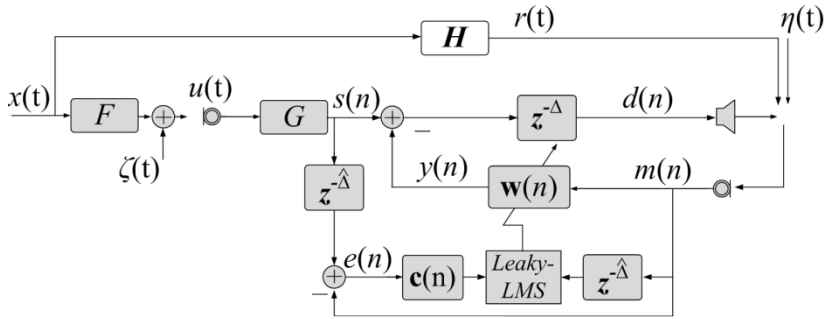 H
r(t)
η(t)
x(t)
F
ζ(t)
u(t)
G
s(n)
−
z^{-Δ}
d(n)
y(n)
w(n)
m(n)
z^{-Δ̂}
−
e(n)
c(n)
Leaky-
LMS
z^{-Δ̂}